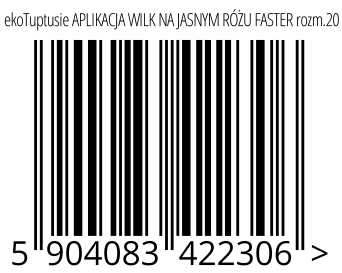 ekoTuptusie APLIKACJA WILK NA JASNYM RÓŻU FASTER rozm.20
5 904083 422306 >